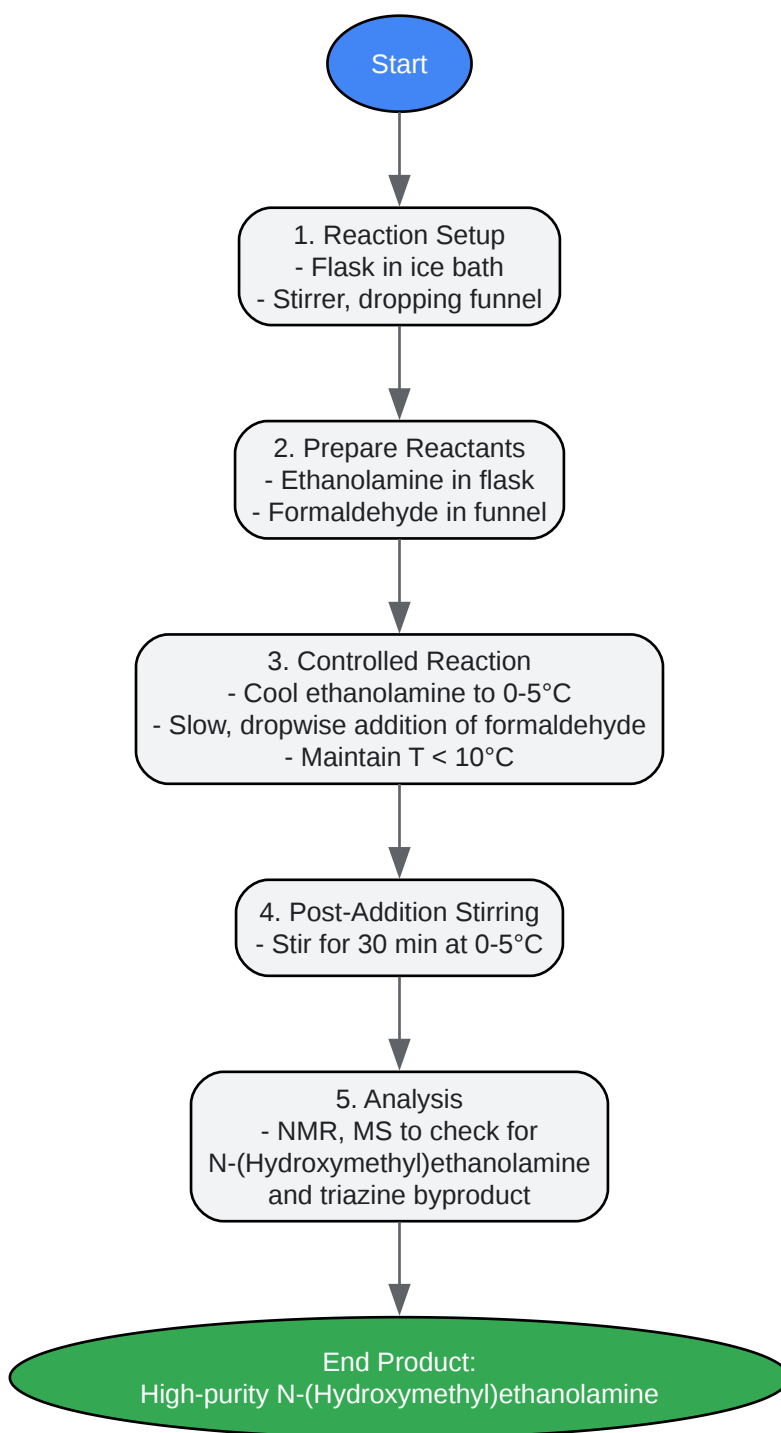 Start
1. Reaction Setup
- Flask in ice bath
- Stirrer, dropping funnel
2. Prepare Reactants
- Ethanolamine in flask
- Formaldehyde in funnel
3. Controlled Reaction
- Cool ethanolamine to 0-5°C
- Slow, dropwise addition of formaldehyde
- Maintain T < 10°C
4. Post-Addition Stirring
- Stir for 30 min at 0-5°C
5. Analysis
- NMR, MS to check for
N-(Hydroxymethyl)ethanolamine
and triazine byproduct
End Product:
High-purity N-(Hydroxymethyl)ethanolamine